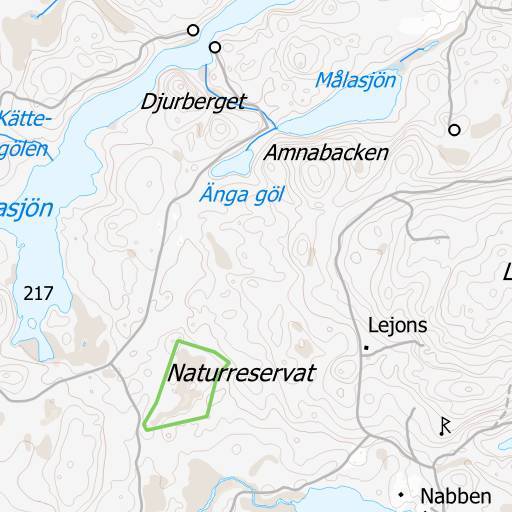 Målasjön
Djurberget
Kätte-
gölen
Amnabacken
Änga göl
asjön
L
217
Lejons
Naturreservat
R
Nabben